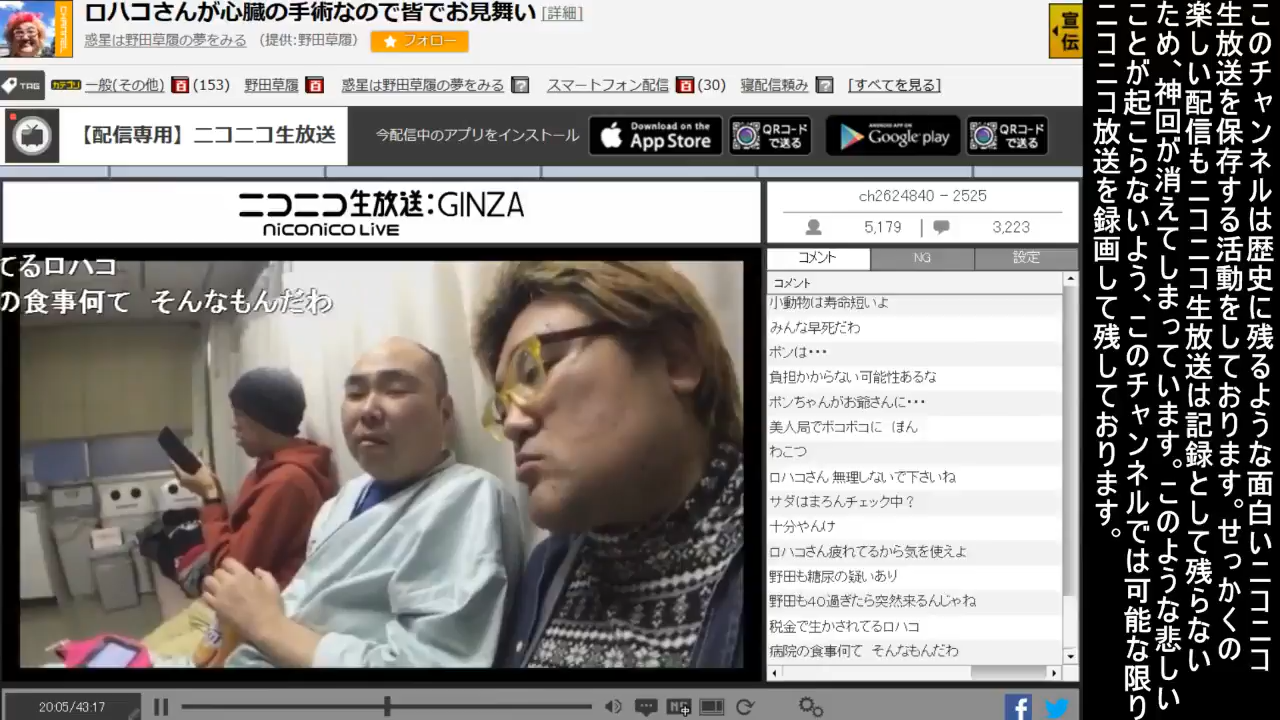 ロハコさんが心臓の手術なので皆でお見舞い [詳細]
CHANNEL
惑星は野田草履の夢をみる (提供:野田草履)
フォロー
宣伝
TAG
カテゴリ 一般(その他) (153) 野田草履 惑星は野田草履の夢をみる スマートフォン配信 (30) 寝配信頼み [すべてを見る]
【配信専用】ニコニコ生放送
今配信中のアプリをインストール
Download on the
App Store
QRコード
で送る
ANDROID APP ON
Google play
QRコード
で送る
ニコニコ生放送:GINZA
niconico Live
ch2624840 - 2525
5,179 | 3,223
コメント NG 設定
コメント
小動物は寿命短いよ
みんな早死だわ
ボンは・・・
負担かからない可能性あるな
ボンちゃんがお爺さんに・・・
美人局でボコボコに ぼん
わこつ
ロハコさん 無理しないで下さいね
サダはまろんチェック中?
十分やんけ
ロハコさん疲れてるから気を使えよ
野田も糖尿の疑いあり
野田も40過ぎたら突然来るんじゃね
税金で生かされてるロハコ
病院の食事何て そんなもんだわ
てるロハコ
の食事何て そんなもんだわ
20:05/43:17
このチャンネルは歴史に残るような面白いニコニコ
生放送を保存する活動をしております。せっかくの
楽しい配信もニコニコ生放送は記録として残らない
ため、神回が消えてしまっています。このような悲しい
ことが起こらないよう、このチャンネルでは可能な限り
ニコニコ放送を録画して残しております。